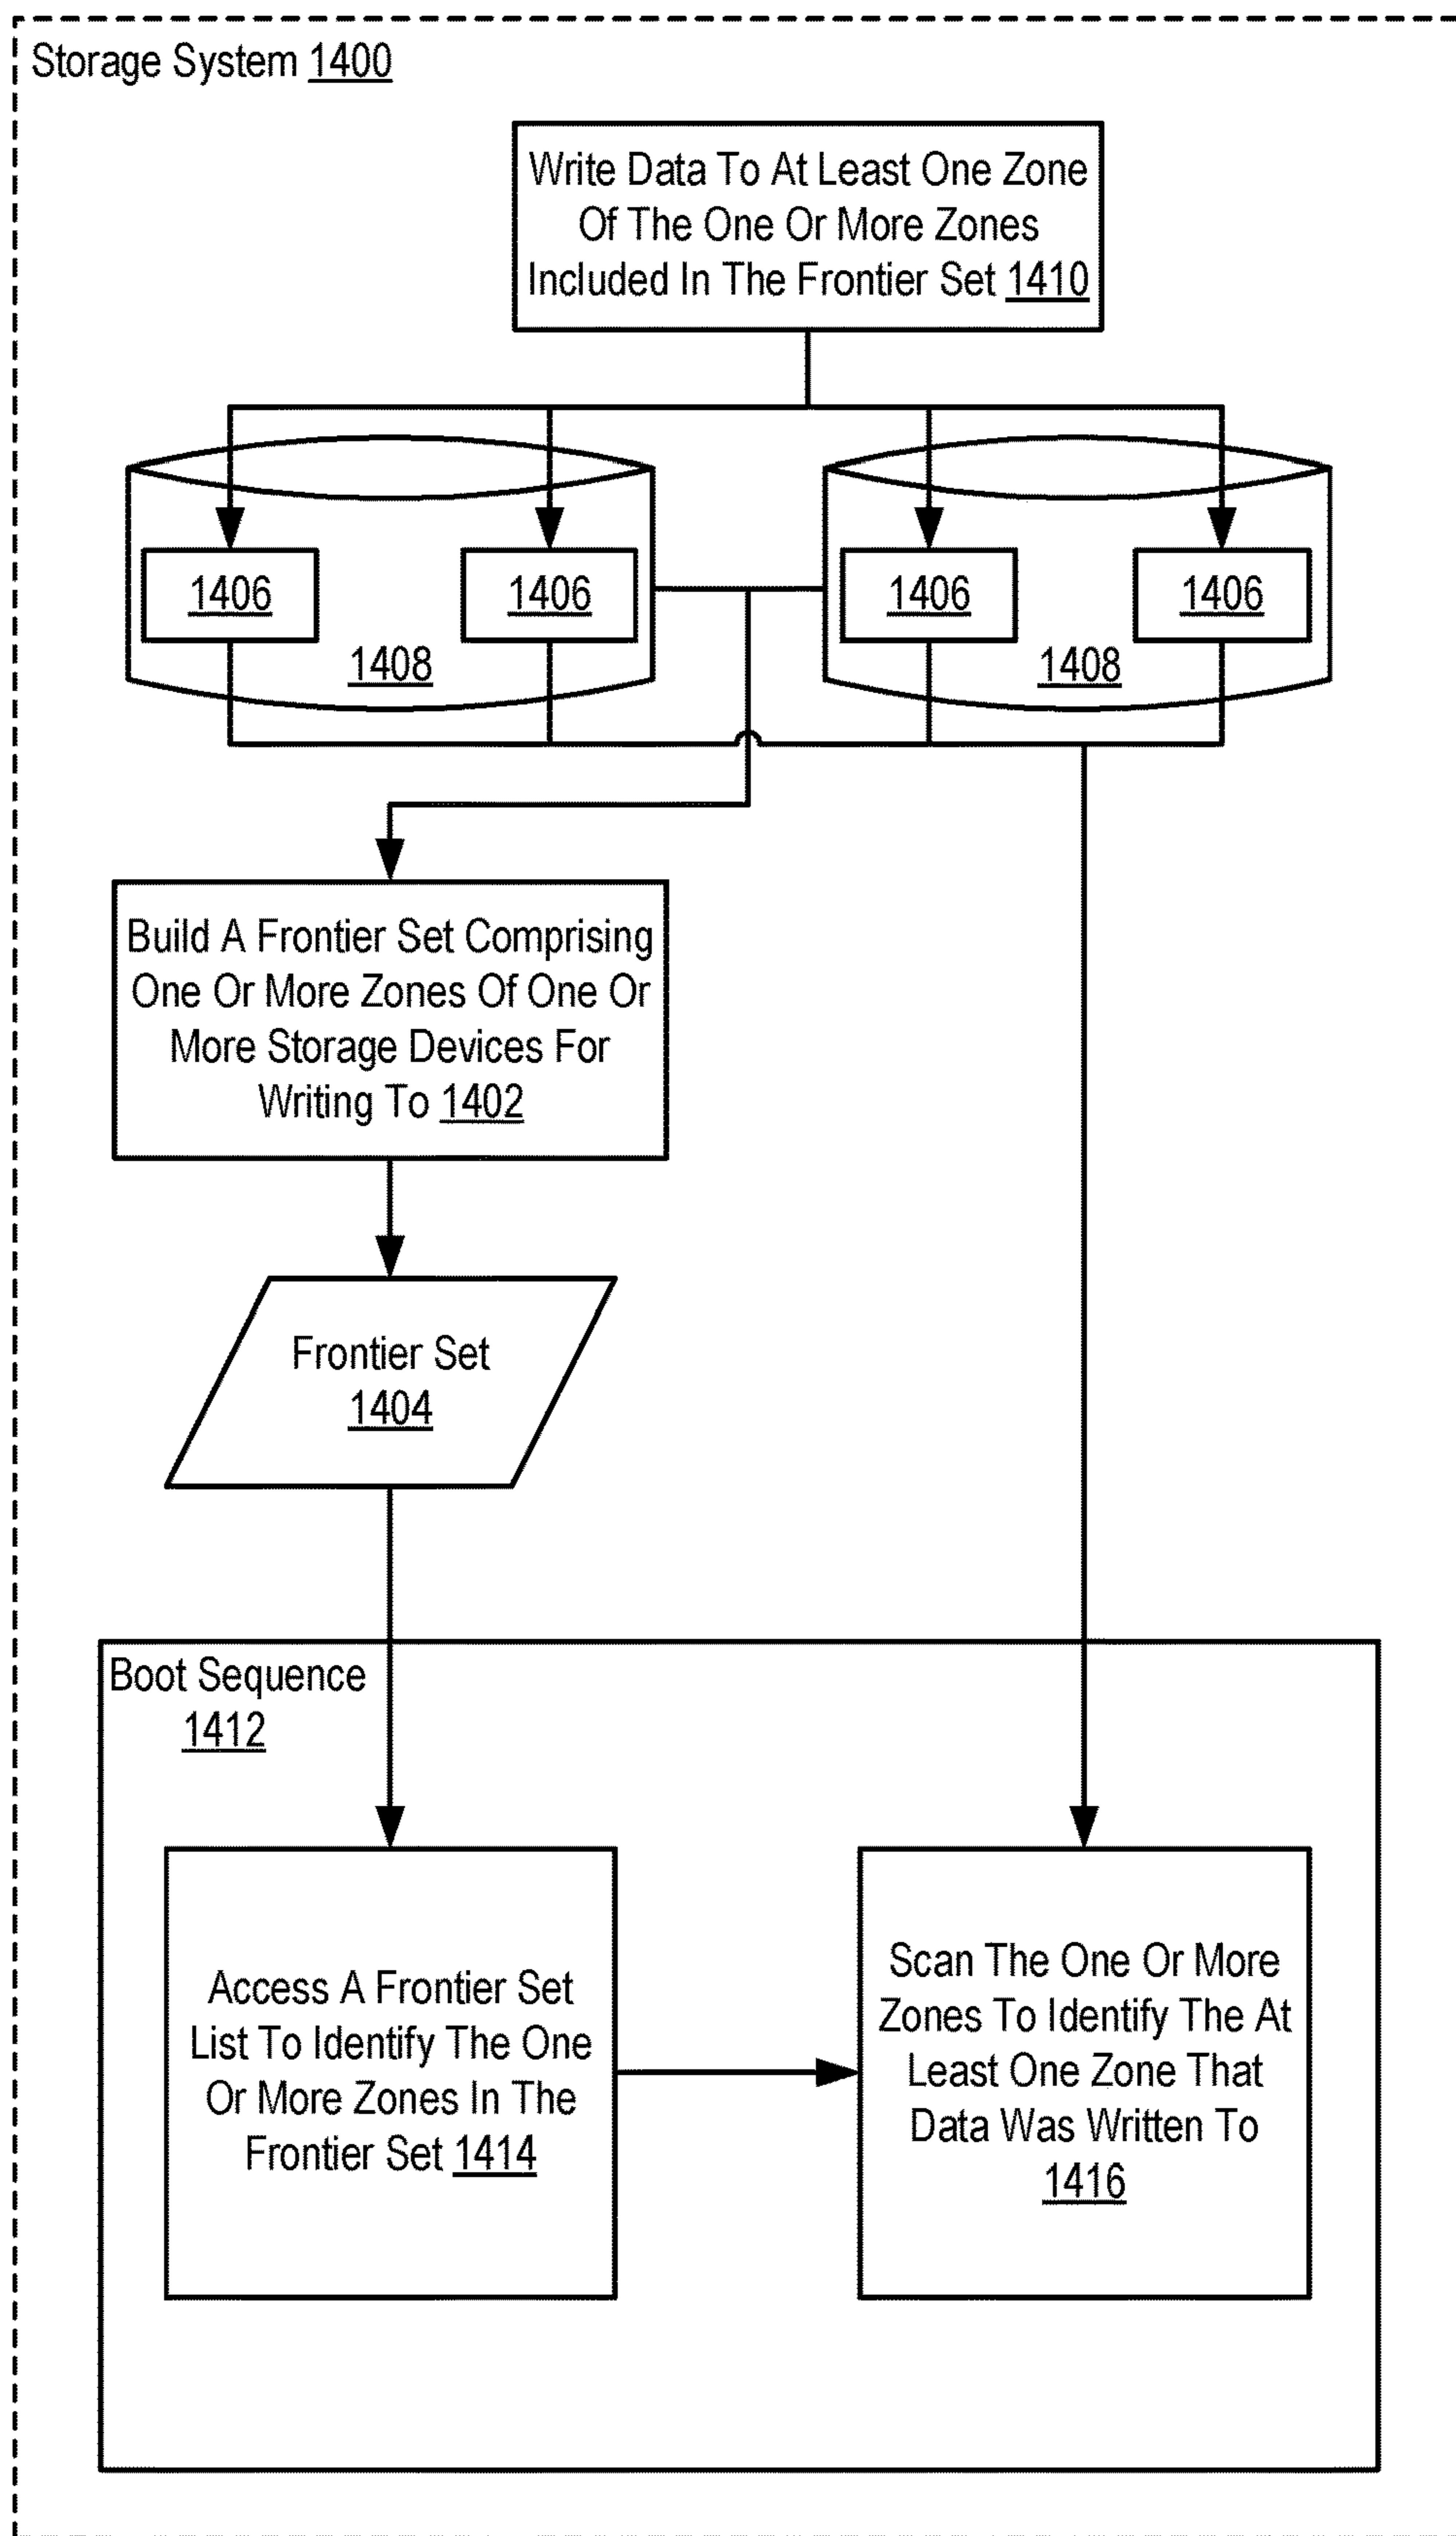 Storage System 1400
Write Data To At Least One Zone
Of The One Or More Zones
Included In The Frontier Set 1410
1406
1406
1406
1406
1408
1408
Build A Frontier Set Comprising
One Or More Zones Of One Or
More Storage Devices For
Writing To 1402
Frontier Set
1404
Boot Sequence
1412
Access A Frontier Set
List To Identify The One
Or More Zones In The
Frontier Set 1414
Scan The One Or More
Zones To Identify The At
Least One Zone That
Data Was Written To
1416